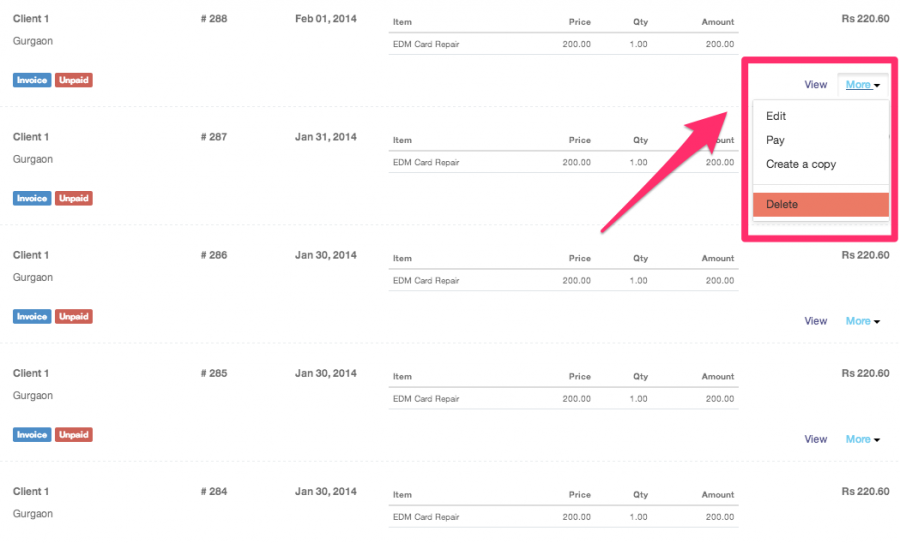 Client 1 # 288 Feb 01, 2014 Item Price Qty Amount Rs 220.60
Gurgaon EDM Card Repair 200.00 1.00 200.00
Invoice Unpaid View More
Edit
Client 1 # 287 Jan 31, 2014 Item Price Qty Pay
Gurgaon EDM Card Repair 200.00 1.00 200.00 Create a copy
Invoice Unpaid Delete
Client 1 # 286 Jan 30, 2014 Item Price Qty Amount Rs 220.60
Gurgaon EDM Card Repair 200.00 1.00 200.00
Invoice Unpaid View More
Client 1 # 285 Jan 30, 2014 Item Price Qty Amount Rs 220.60
Gurgaon EDM Card Repair 200.00 1.00 200.00
Invoice Unpaid View More
Client 1 # 284 Jan 30, 2014 Item Price Qty Amount Rs 220.60
Gurgaon EDM Card Repair 200.00 1.00 200.00